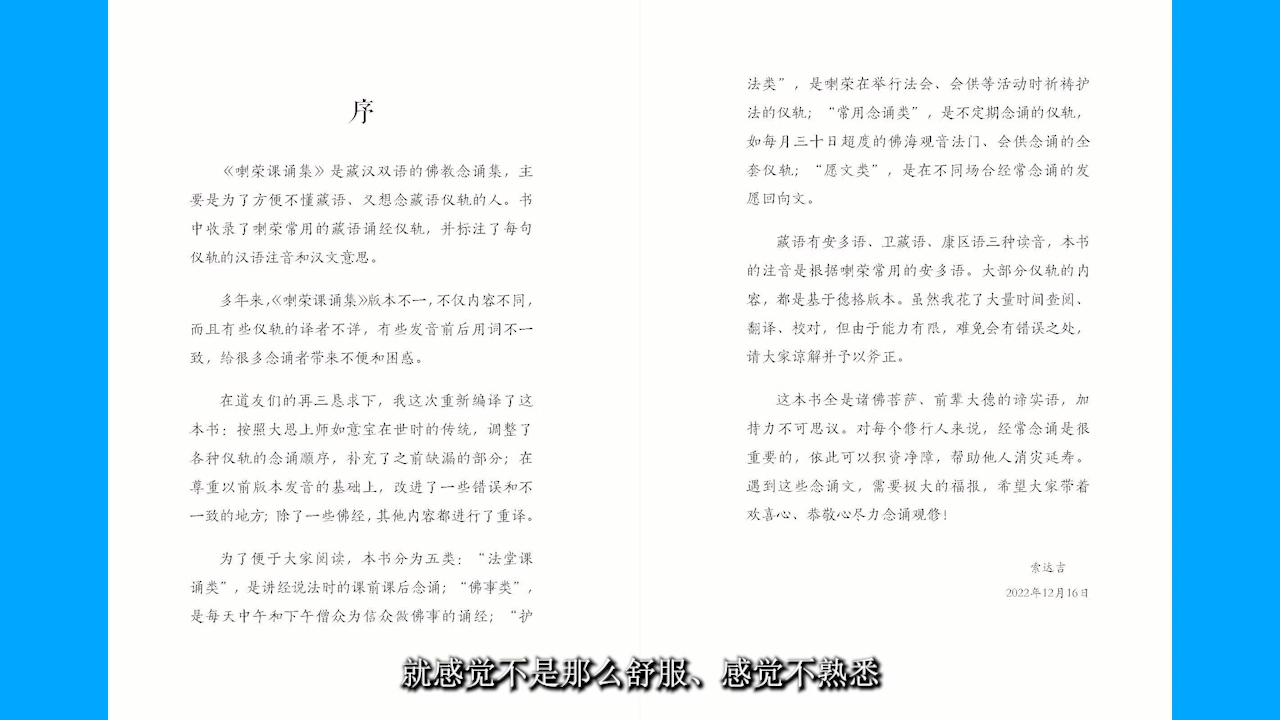 序
《喇荣课诵集》是藏汉双语的佛教念诵集，主
要是为了方便不懂藏语、又想念藏语仪轨的人。书
中收录了喇荣常用的藏语诵经仪轨，并标注了每句
仪轨的汉语注音和汉文意思。
多年来，《喇荣课诵集》版本不一，不仅内容不同，
而且有些仪轨的译者不详，有些发音前后用词不一
致，给很多念诵者带来不便和困惑。
在道友们的再三恳求下，我这次重新编译了这
本书：按照大恩上师如意宝在世时的传统，调整了
各种仪轨的念诵顺序，补充了之前缺漏的部分；在
尊重以前版本发音的基础上，改进了一些错误和不
一致的地方；除了一些佛经，其他内容都进行了重译。
为了便于大家阅读，本书分为五类：“法堂课
诵类”，是讲经说法时的课前课后念诵；“佛事类”，
是每天中午和下午僧众为信众做佛事的诵经；“护
法类”，是喇荣在举行法会、会供等活动时祈祷护
法的仪轨；“常用念诵类”，是不定期念诵的仪轨，
如每月三十日超度的佛海观音法门、会供念诵的全
套仪轨；“愿文类”，是在不同场合经常念诵的发
愿回向文。
藏语有安多语、卫藏语、康区语三种读音，本书
的注音是根据喇荣常用的安多语。大部分仪轨的内
容，都是基于德格版本。虽然我花了大量时间查阅、
翻译、校对，但由于能力有限，难免会有错误之处，
请大家谅解并予以斧正。
这本书全是诸佛菩萨、前辈大德的谛实语，加
持力不可思议。对每个修行人来说，经常念诵是很
重要的，依此可以积资净障，帮助他人消灾延寿。
遇到这些念诵文，需要极大的福报，希望大家带着
欢喜心、恭敬心尽力念诵观修！
索达吉
2022年12月16日
就感觉不是那么舒服、感觉不熟悉